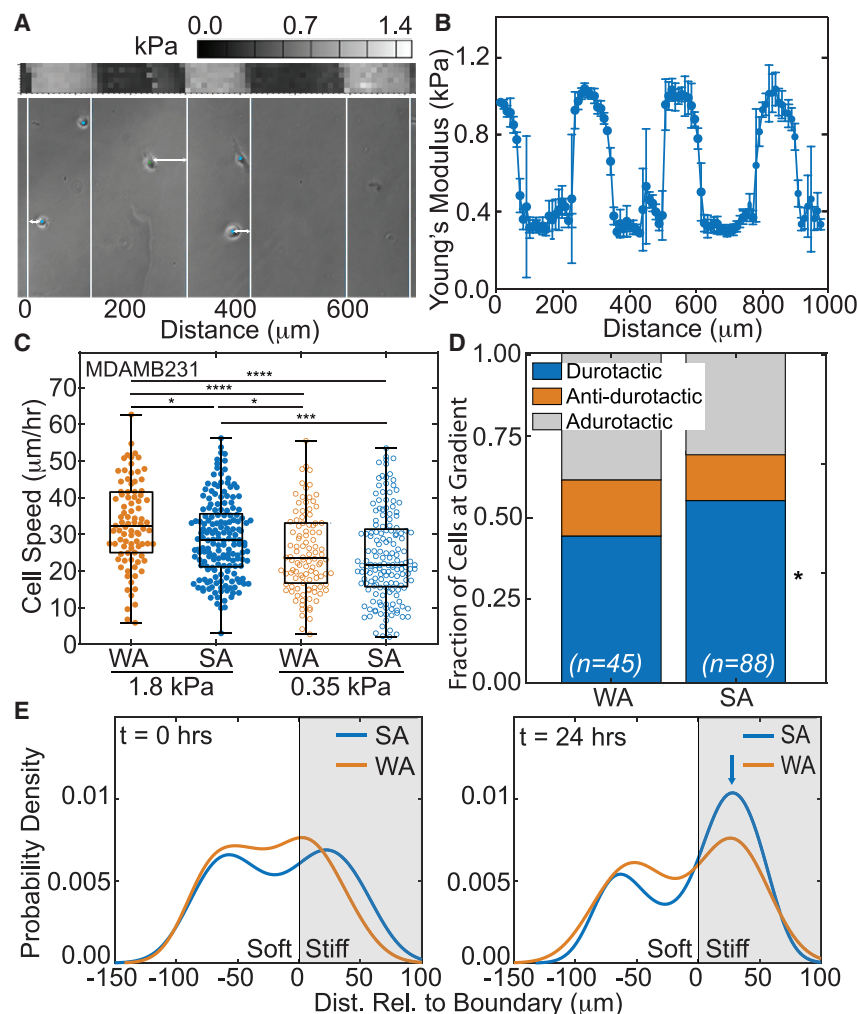 A
0.0 0.7 1.4
kPa
0 200 400 600
Distance (μm)
B
1.2
0.8
0.4
0.0
Young's Modulus (kPa)
0 200 400 600 800 1000
Distance (μm)
C
MDAMB231
****
****
* *
***
70
60
50
40
30
20
10
0
Cell Speed (μm/hr)
WA SA WA SA
1.8 kPa 0.35 kPa
D
1.00
0.75
0.50
0.25
0.00
Fraction of Cells at Gradient
Durotactic
Anti-durotactic
Adurotactic
*
(n=45) (n=88)
WA SA
E
t = 0 hrs
SA
WA
0.01
0.005
0.00
Probability Density
Soft Stiff
-150 -100 -50 0 50 100
t = 24 hrs
SA
WA
0.01
0.005
0.00
Soft Stiff
-150 -100 -50 0 50 100
Dist. Rel. to Boundary (μm)